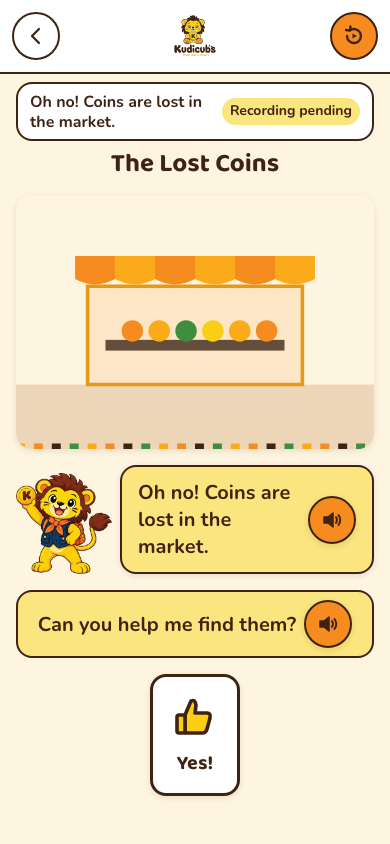 Kudicubs
Oh no! Coins are lost in
the market.
Recording pending
The Lost Coins
K
Oh no! Coins are
lost in the
market.
Can you help me find them?
Yes!